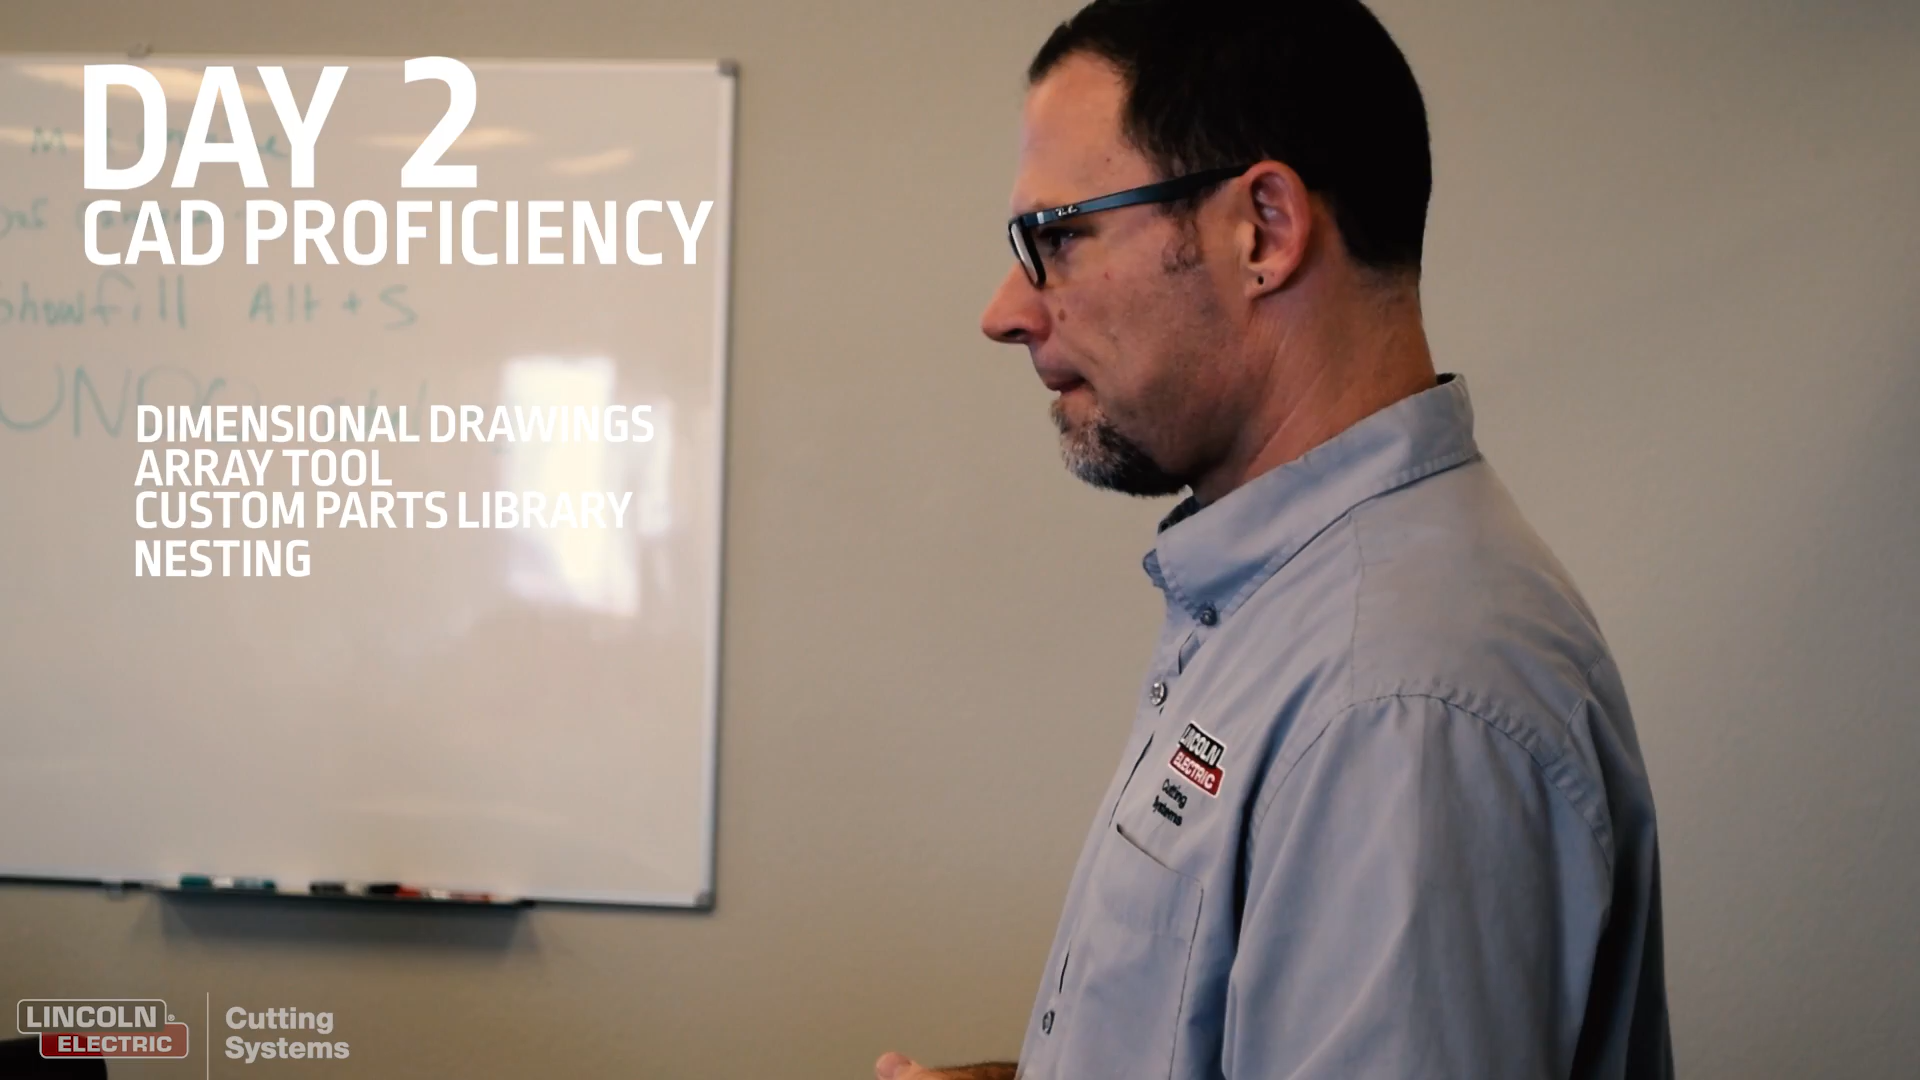 DAY 2
CAD PROFICIENCY
showfill Alt + S
UNDO
DIMENSIONAL DRAWINGS
ARRAY TOOL
CUSTOM PARTS LIBRARY
NESTING
LINCOLN
ELECTRIC
Cutting
Systems
LINCOLN®
ELECTRIC
Cutting
Systems